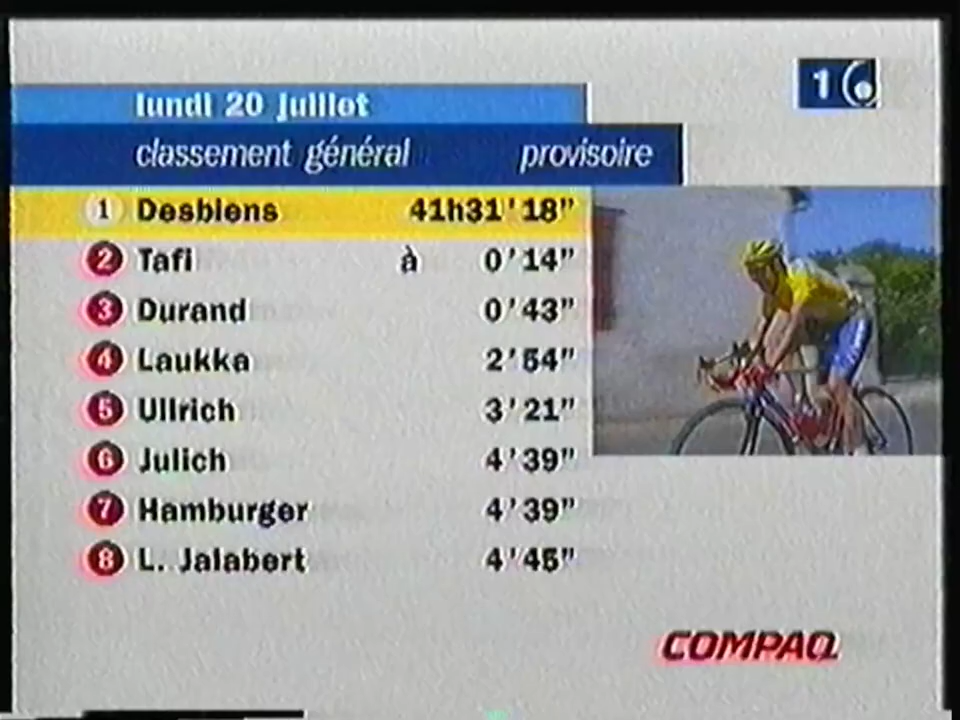 16
lundi 20 juillet
classement général provisoire
1 Desbiens 41h31'18"
2 Tafi à 0'14"
3 Durand 0'43"
4 Laukka 2'54"
5 Ullrich 3'21"
6 Julich 4'39"
7 Hamburger 4'39"
8 L. Jalabert 4'45"
COMPAQ